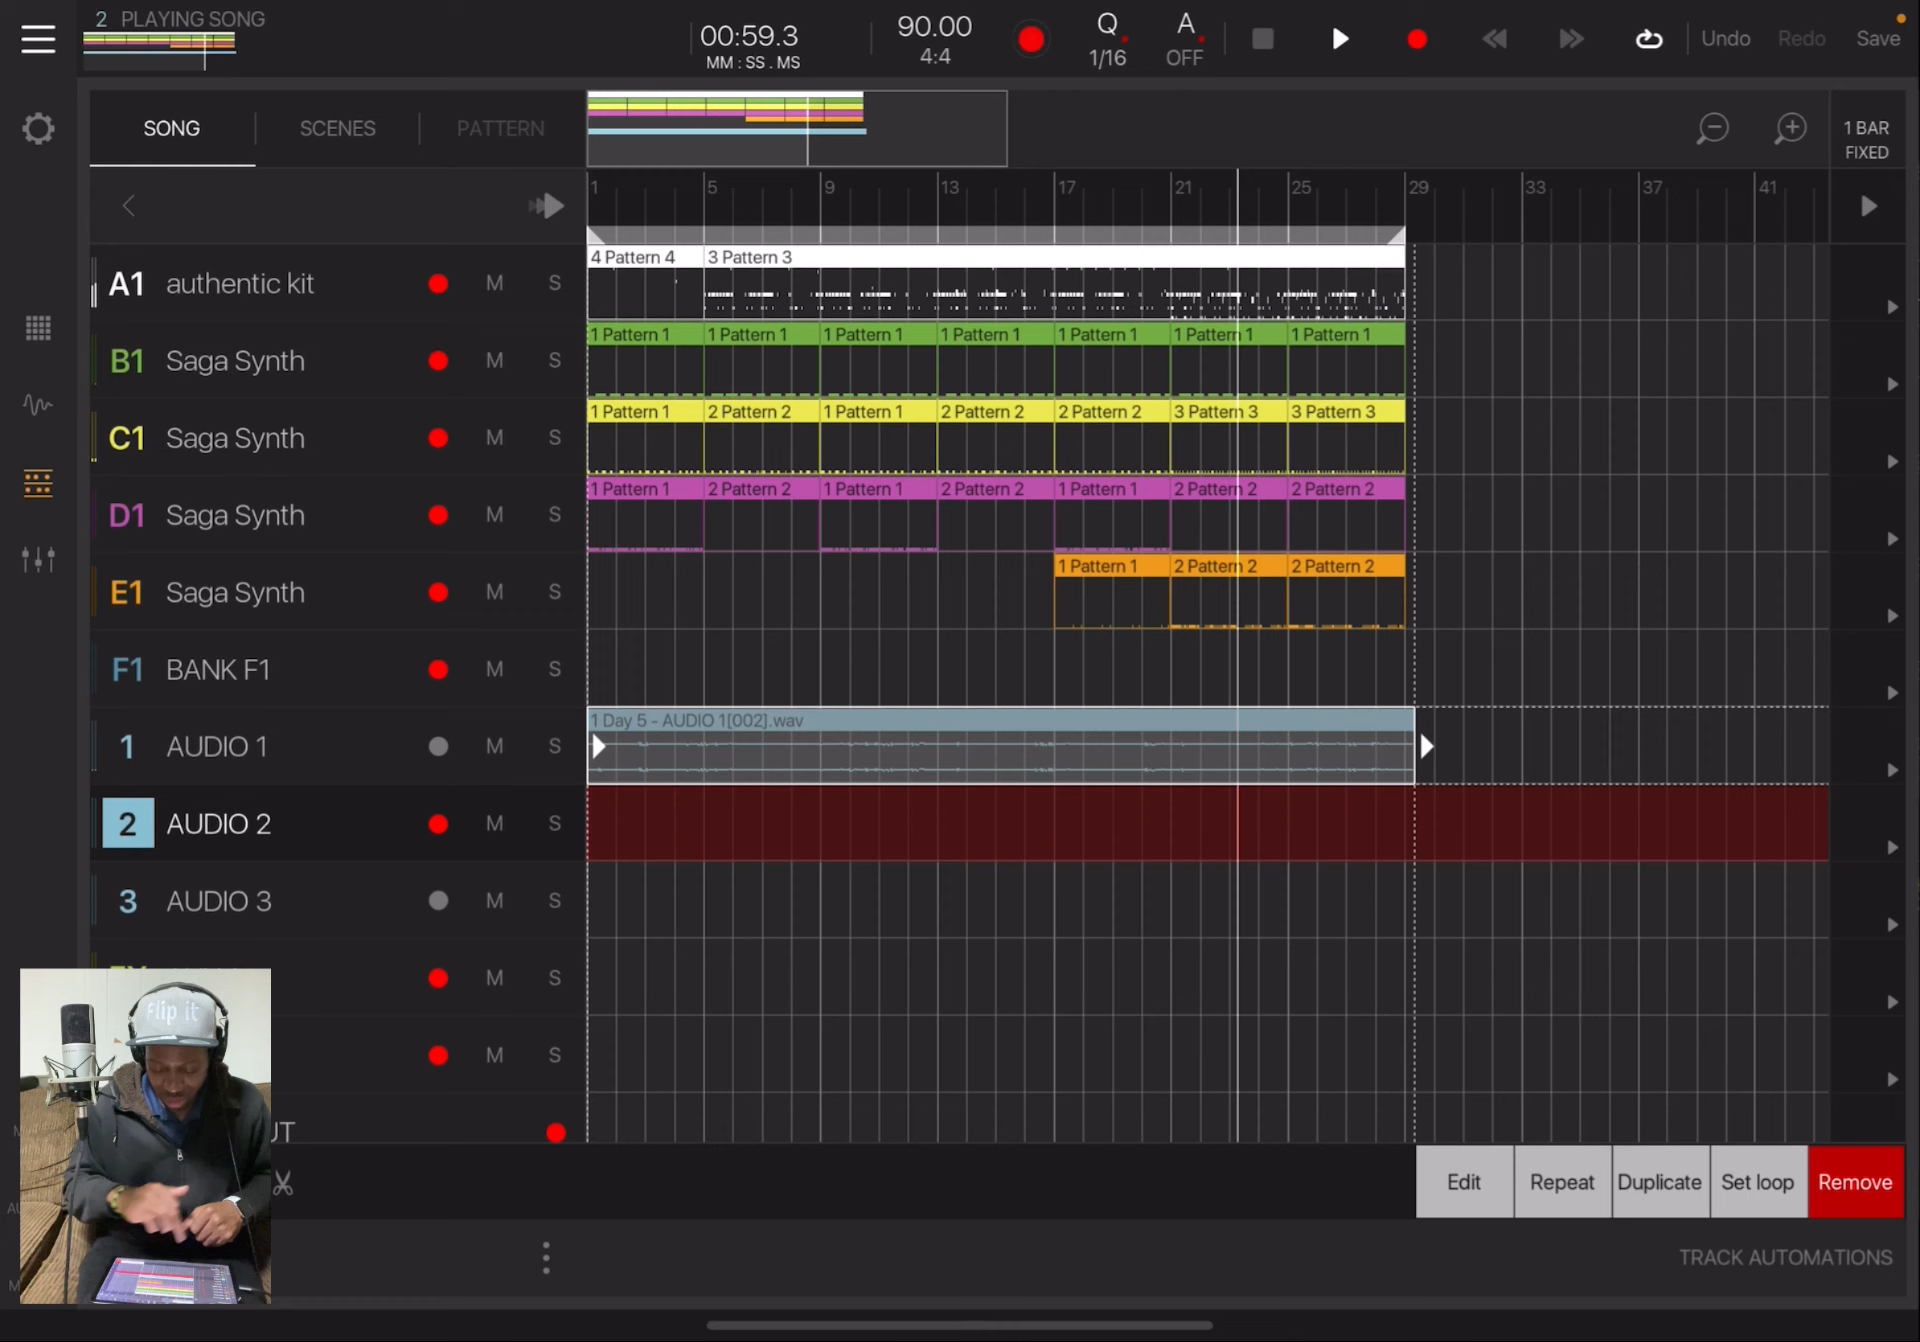 2 PLAYING SONG
00:59.3
MM : SS . MS
90.00
4:4
Q
1/16
A
OFF
Undo
Redo
Save
SONG
SCENES
PATTERN
1 BAR
FIXED
1 5 9 13 17 21 25 29 33 37 41
4 Pattern 4 3 Pattern 3
A1 authentic kit M S
1 Pattern 1 1 Pattern 1 1 Pattern 1 1 Pattern 1 1 Pattern 1 1 Pattern 1 1 Pattern 1
B1 Saga Synth M S
1 Pattern 1 2 Pattern 2 1 Pattern 1 2 Pattern 2 2 Pattern 2 3 Pattern 3 3 Pattern 3
C1 Saga Synth M S
1 Pattern 1 2 Pattern 2 1 Pattern 1 2 Pattern 2 1 Pattern 1 2 Pattern 2 2 Pattern 2
D1 Saga Synth M S
1 Pattern 1 2 Pattern 2 2 Pattern 2
E1 Saga Synth M S
F1 BANK F1 M S
1 Day 5 - AUDIO 1[002].wav
1 AUDIO 1 M S
2 AUDIO 2 M S
3 AUDIO 3 M S
M S
Flip it
M S
UT
Edit Repeat Duplicate Set loop Remove
TRACK AUTOMATIONS